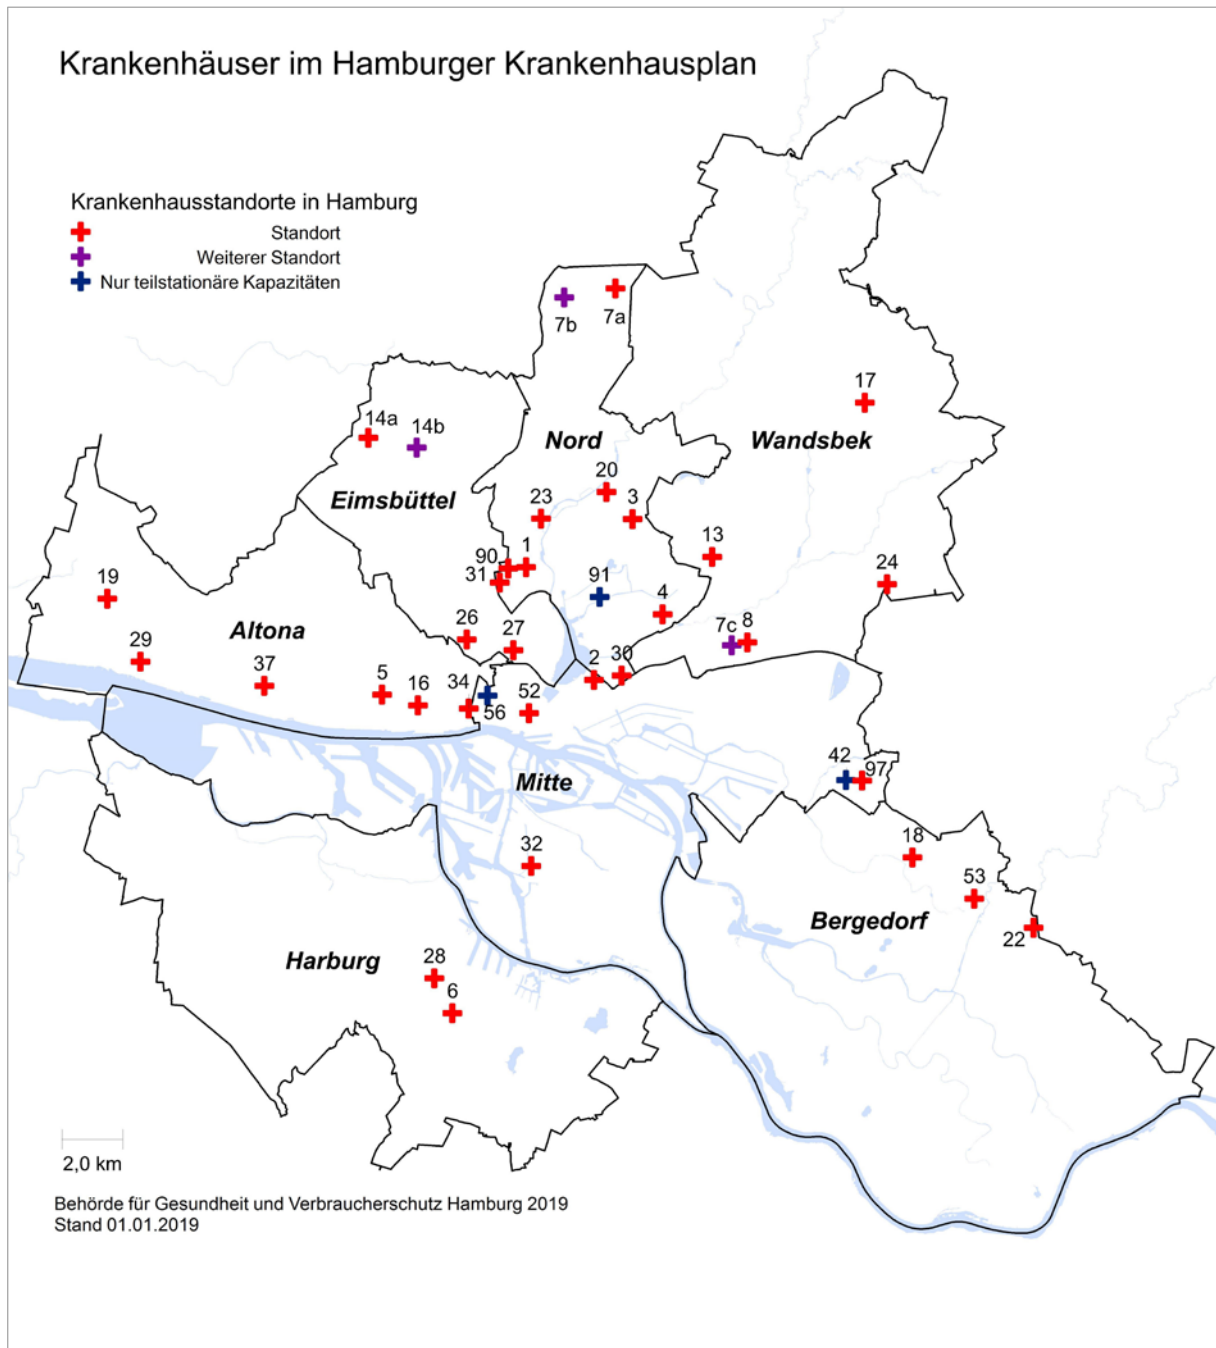 Krankenhäuser im Hamburger Krankenhausplan
Krankenhausstandorte in Hamburg
Standort
Weiterer Standort
Nur teilstationäre Kapazitäten
7b
7a
17
14a
14b
Nord
Wandsbek
20
Eimsbüttel
23
3
90
1
13
31
91
24
19
4
26
27
7c
8
Altona
29
37
5
16
34
56
52
2
30
42
97
Mitte
32
18
53
Bergedorf
22
Harburg
28
6
2,0 km
Behörde für Gesundheit und Verbraucherschutz Hamburg 2019
Stand 01.01.2019